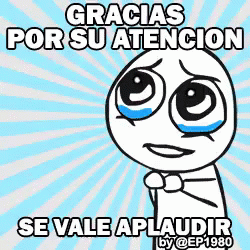 GRACIAS
POR SU ATENCION
SE VALE APLAUDIR
by @EP1980